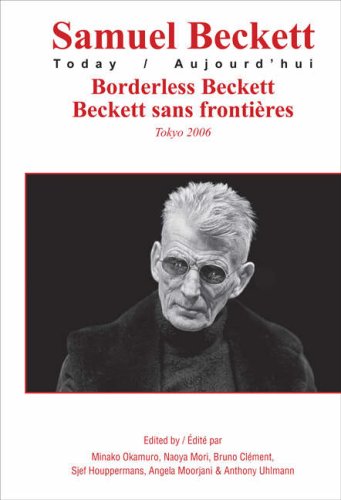 Samuel Beckett
Today / Aujourd'hui
Borderless Beckett
Beckett sans frontières
Tokyo 2006
Edited by / Édité par
Minako Okamuro, Naoya Mori, Bruno Clément,
Sjef Houppermans, Angela Moorjani & Anthony Uhlmann